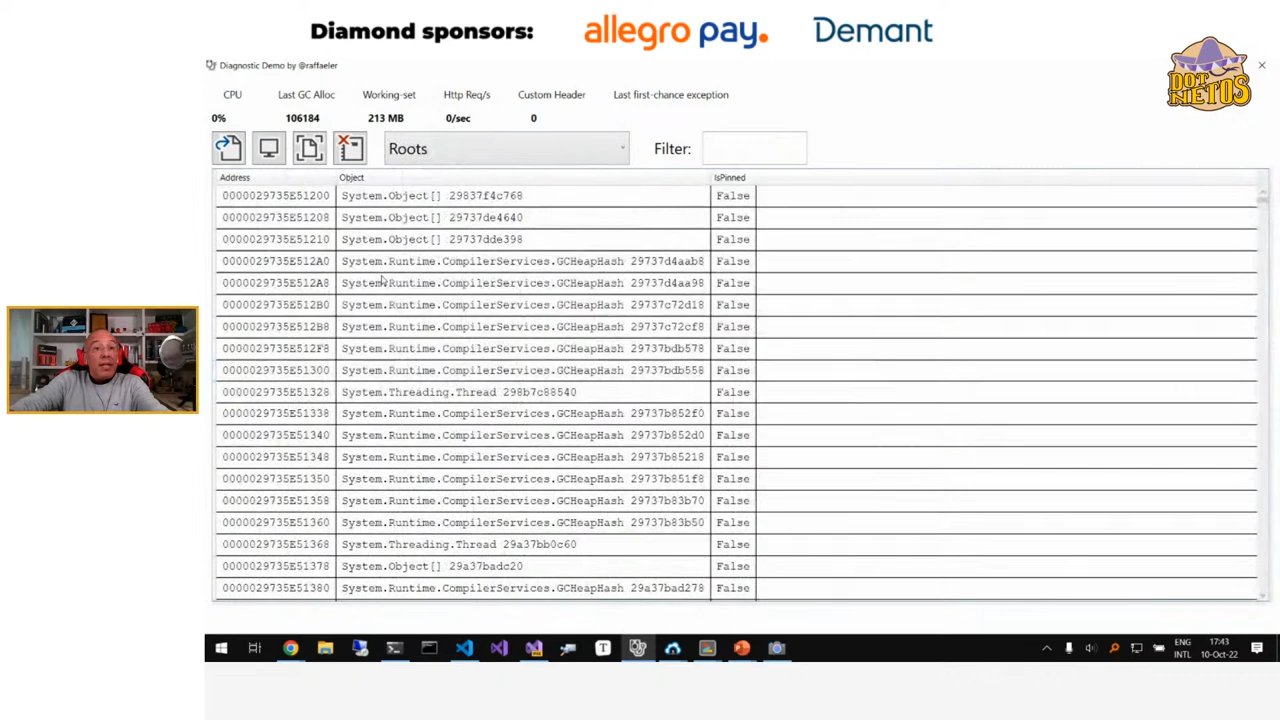 Diamond sponsors: allegro pay. Demant
DOT NETOS
Diagnostic Demo by @raffaeler
CPU Last GC Alloc Working-set Http Req/s Custom Header Last first-chance exception
0% 106184 213 MB 0/sec 0
Roots Filter:
Address Object IsPinned
0000029735E51200 System.Object[] 29837f4c768 False
0000029735E51208 System.Object[] 29737de4640 False
0000029735E51210 System.Object[] 29737dde398 False
0000029735E512A0 System.Runtime.CompilerServices.GCHeapHash 29737d4aab8 False
0000029735E512A8 System.Runtime.CompilerServices.GCHeapHash 29737d4aa98 False
0000029735E512B0 System.Runtime.CompilerServices.GCHeapHash 29737c72d18 False
0000029735E512B8 System.Runtime.CompilerServices.GCHeapHash 29737c72cf8 False
0000029735E512F8 System.Runtime.CompilerServices.GCHeapHash 29737bdb578 False
0000029735E51300 System.Runtime.CompilerServices.GCHeapHash 29737bdb558 False
0000029735E51328 System.Threading.Thread 298b7c88540 False
0000029735E51338 System.Runtime.CompilerServices.GCHeapHash 29737b852f0 False
0000029735E51340 System.Runtime.CompilerServices.GCHeapHash 29737b852d0 False
0000029735E51348 System.Runtime.CompilerServices.GCHeapHash 29737b85218 False
0000029735E51350 System.Runtime.CompilerServices.GCHeapHash 29737b851f8 False
0000029735E51358 System.Runtime.CompilerServices.GCHeapHash 29737b83b70 False
0000029735E51360 System.Runtime.CompilerServices.GCHeapHash 29737b83b50 False
0000029735E51368 System.Threading.Thread 29a37bb0c60 False
0000029735E51378 System.Object[] 29a37badc20 False
0000029735E51380 System.Runtime.CompilerServices.GCHeapHash 29a37bad278 False
ENG 17:43
INTL 10-Oct-22